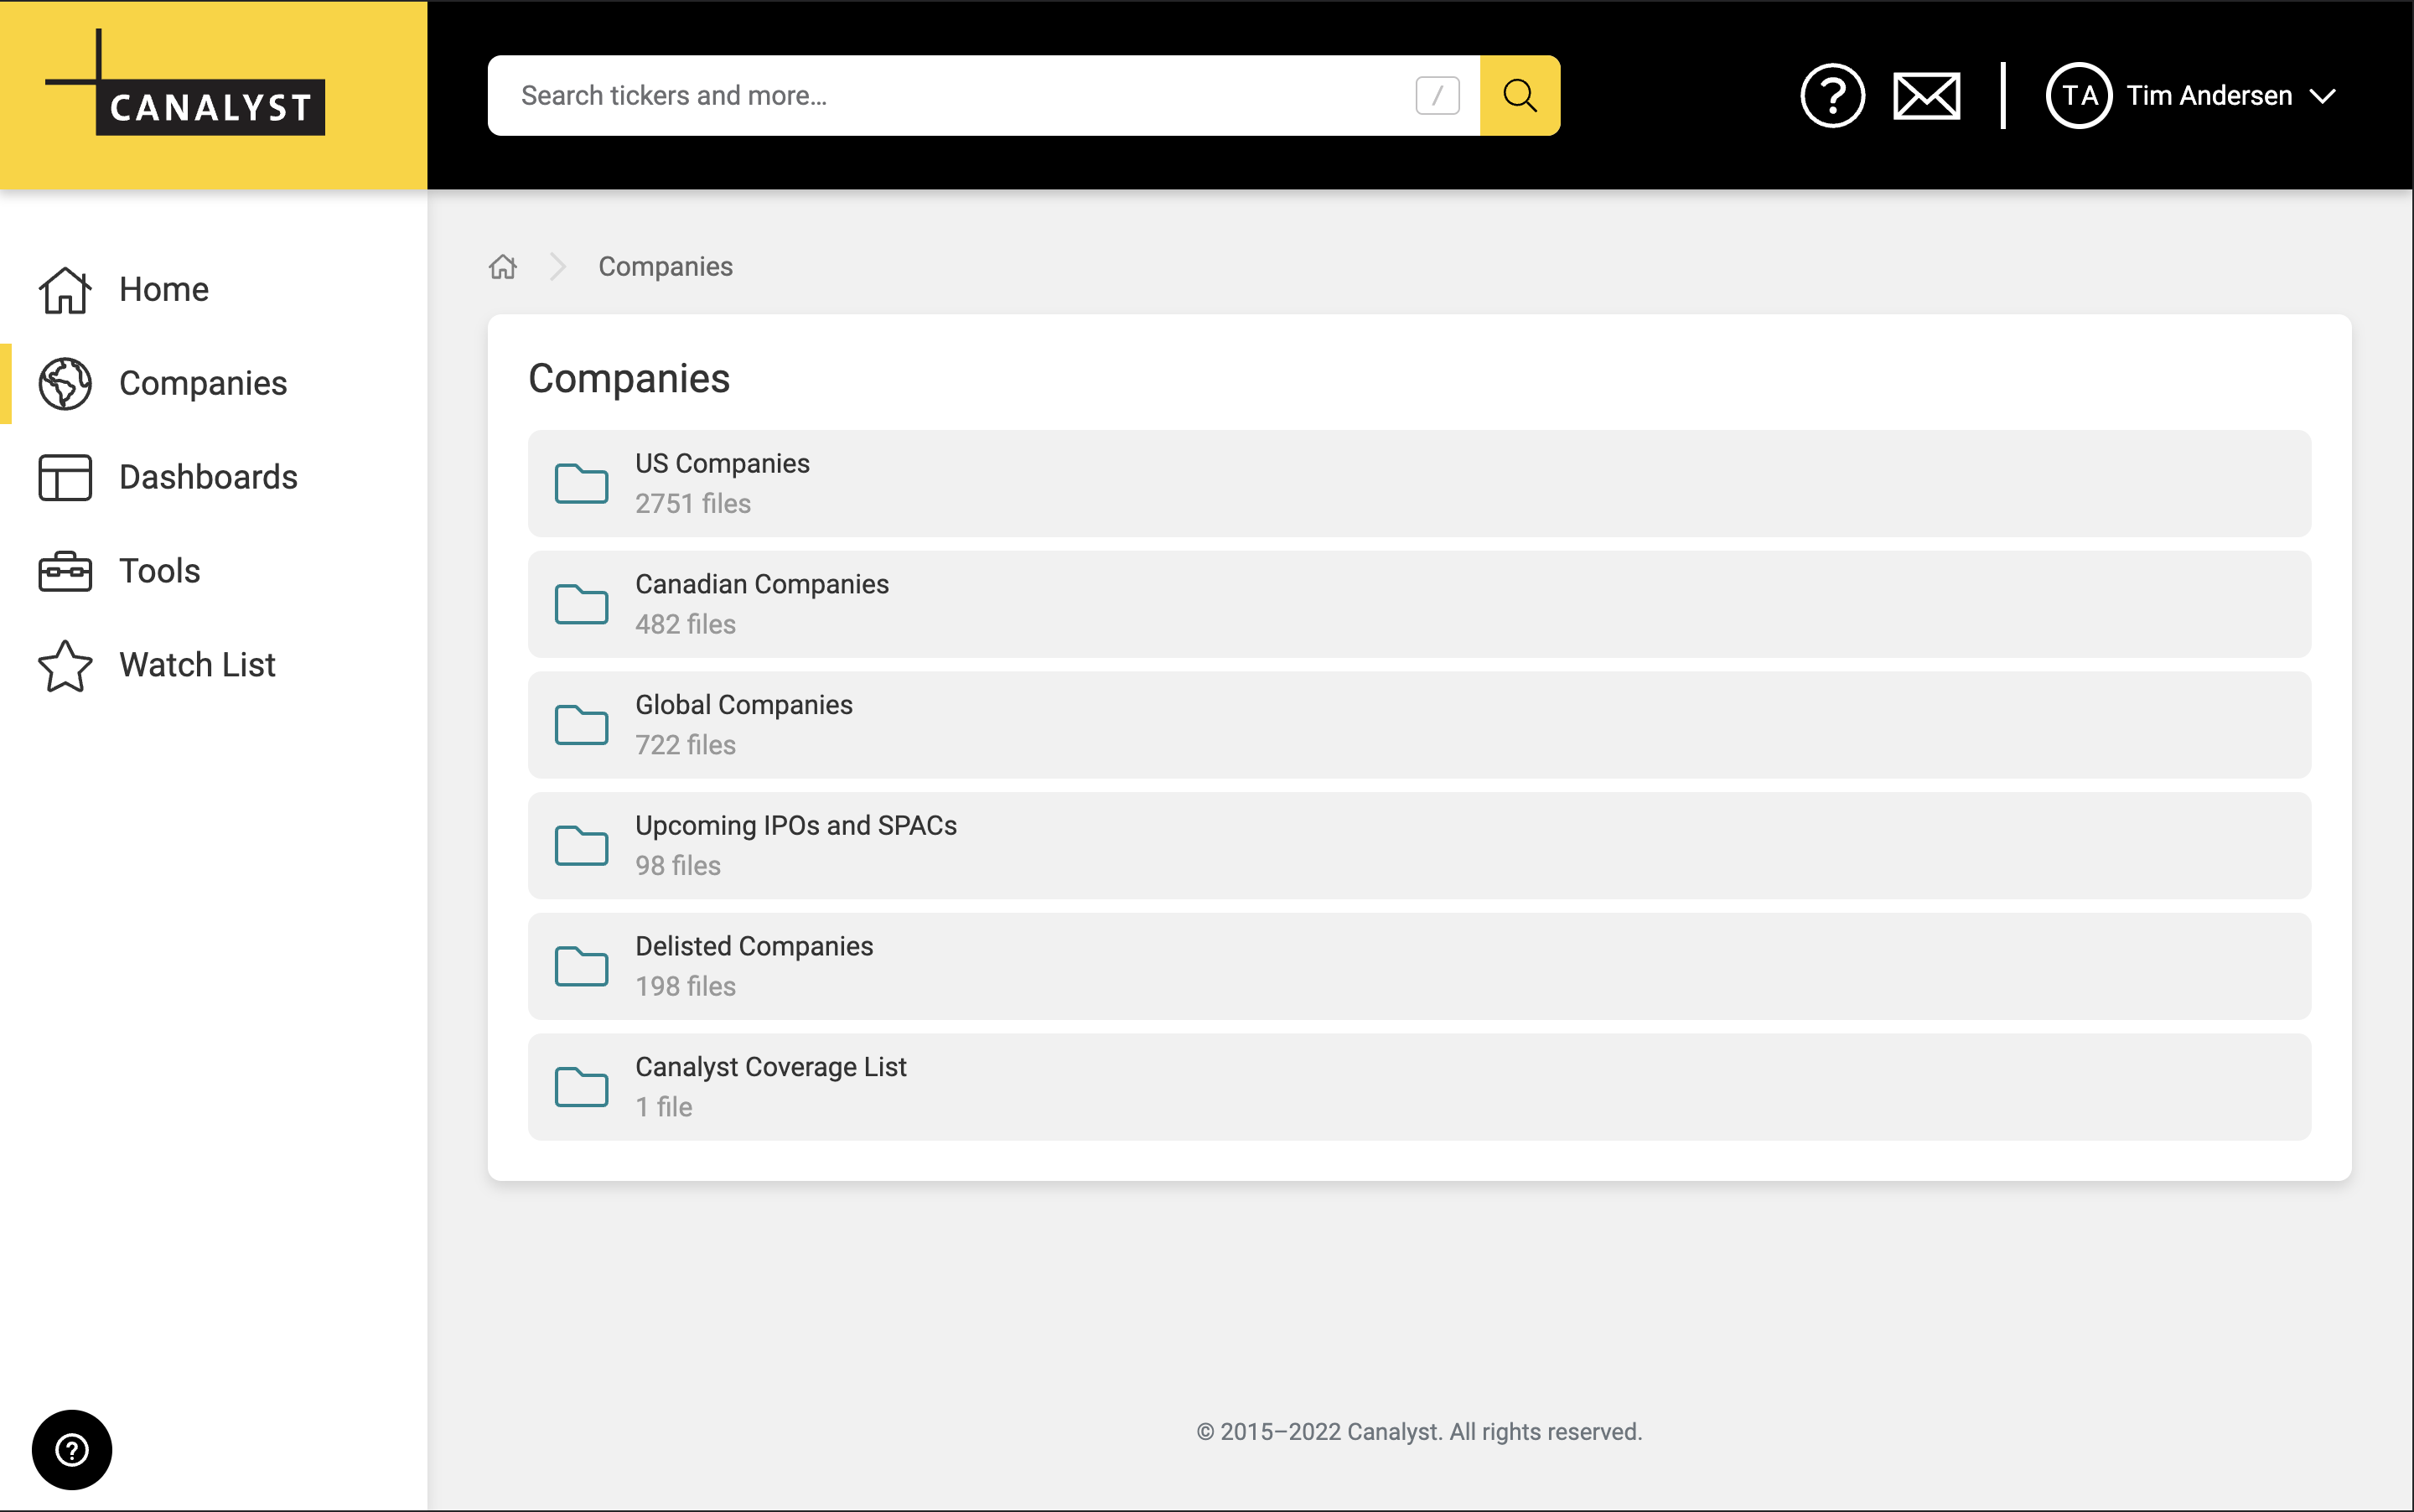 CANALYST
Search tickers and more...
/
?
TA
Tim Andersen
Home
Companies
Dashboards
Tools
Watch List
Companies
Companies
US Companies
2751 files
Canadian Companies
482 files
Global Companies
722 files
Upcoming IPOs and SPACs
98 files
Delisted Companies
198 files
Canalyst Coverage List
1 file
?
© 2015–2022 Canalyst. All rights reserved.